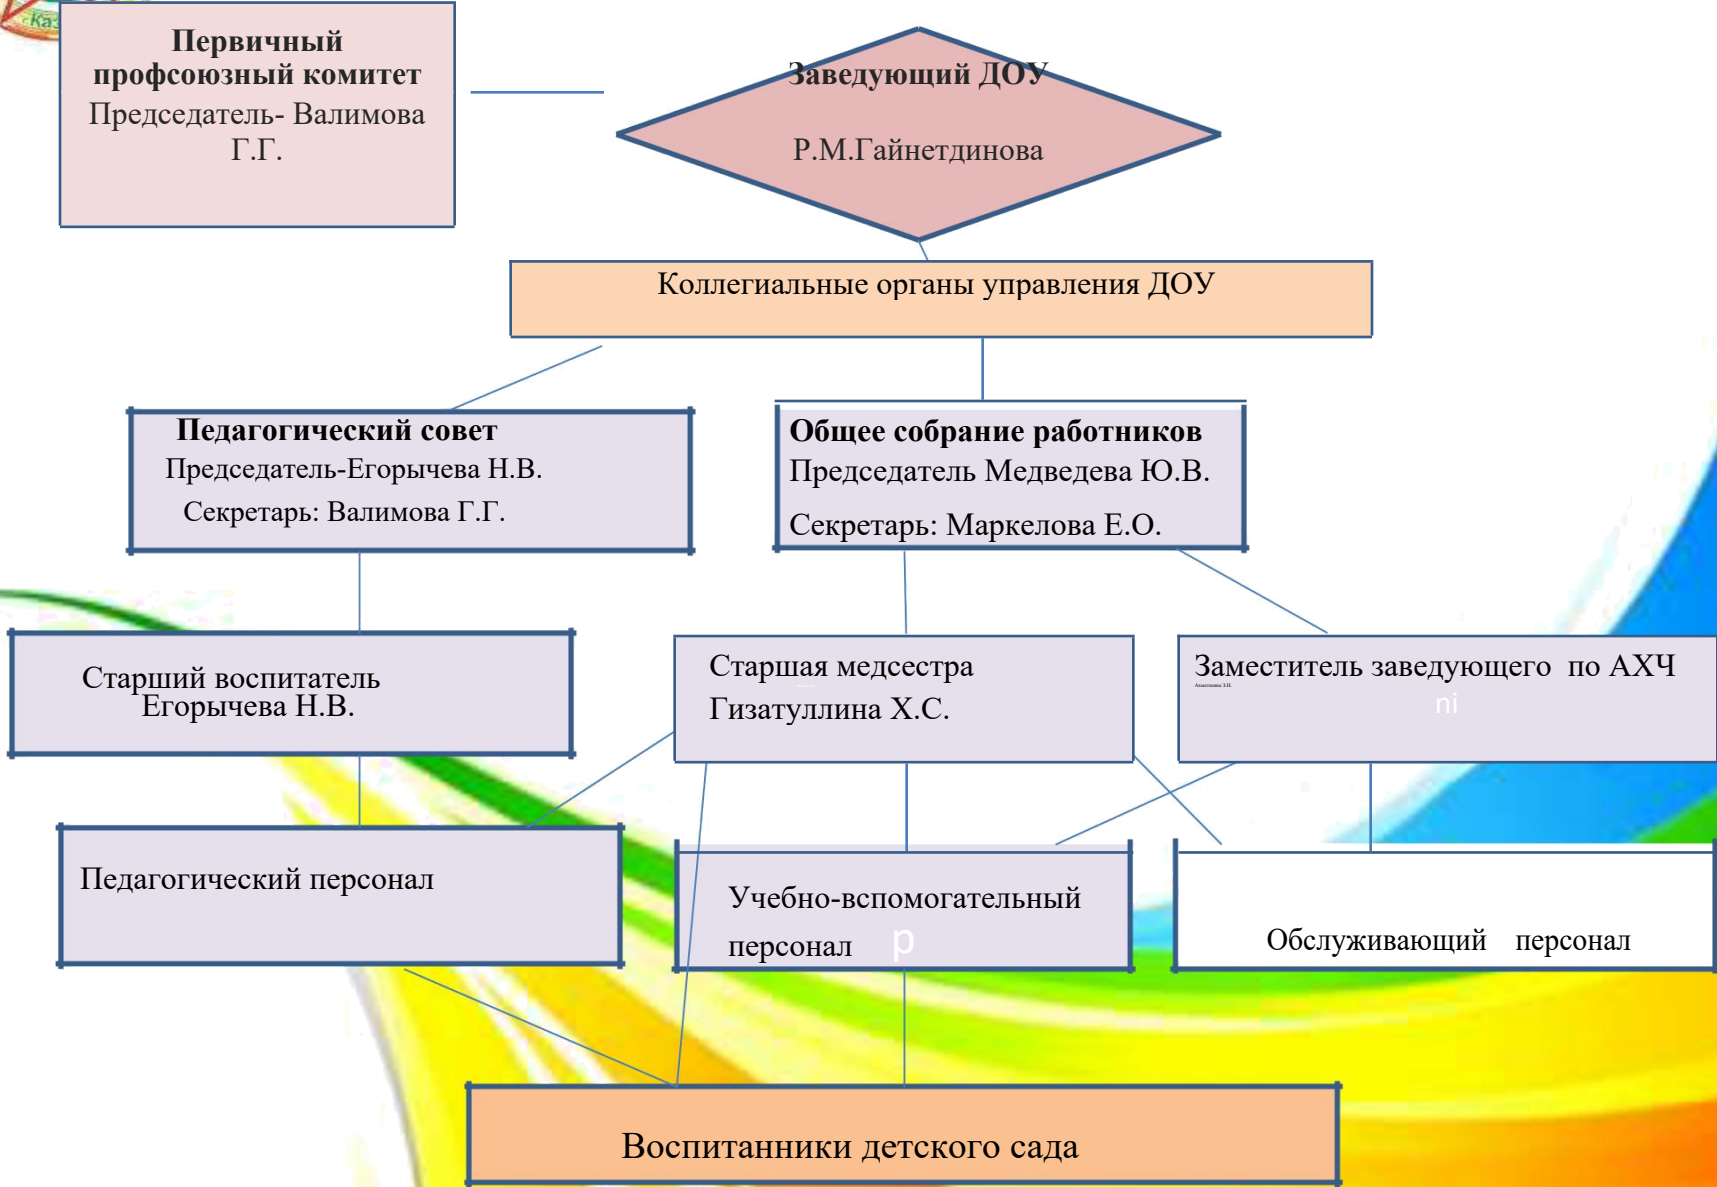 Каз
Первичный
профсоюзный комитет
Председатель- Валимова
Г.Г.
Заведующий ДОУ
Р.М.Гайнетдинова
Коллегиальные органы управления ДОУ
Педагогический совет
Председатель-Егорычева Н.В.
Секретарь: Валимова Г.Г.
Общее собрание работников
Председатель Медведева Ю.В.
Секретарь: Маркелова Е.О.
Старший воспитатель
Егорычева Н.В.
Старшая медсестра
Гизатуллина Х.С.
Заместитель заведующего по АХЧ
ni
Педагогический персонал
Учебно-вспомогательный
персонал p
Обслуживающий персонал
Воспитанники детского сада